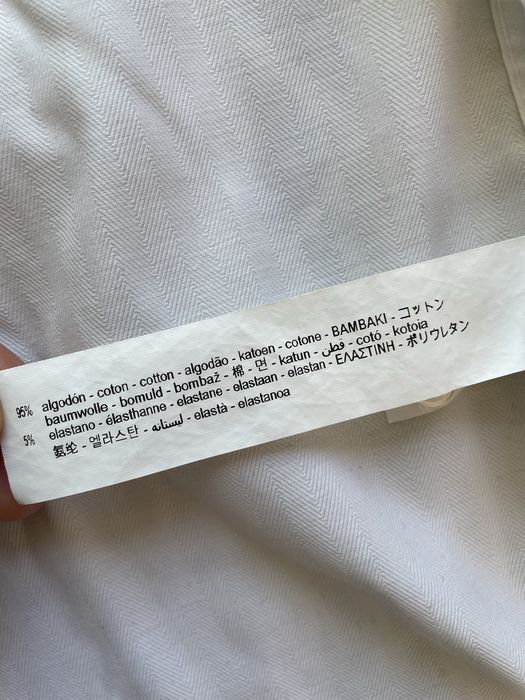 95% algodón - coton - cotton - algodão - katoen - cotone - BAMBAKI - コットン
baumwolle - bomuld - bombaž - 棉 - 면 - katun - قطن - cotó - kotoia
5% elastano - élasthanne - elastane - elastaan - elastan - ΕΛΑΣΤΙΝΗ - ポリウレタン
氨纶 - 엘라스탄 - ليستانه - elastà - elastanoa